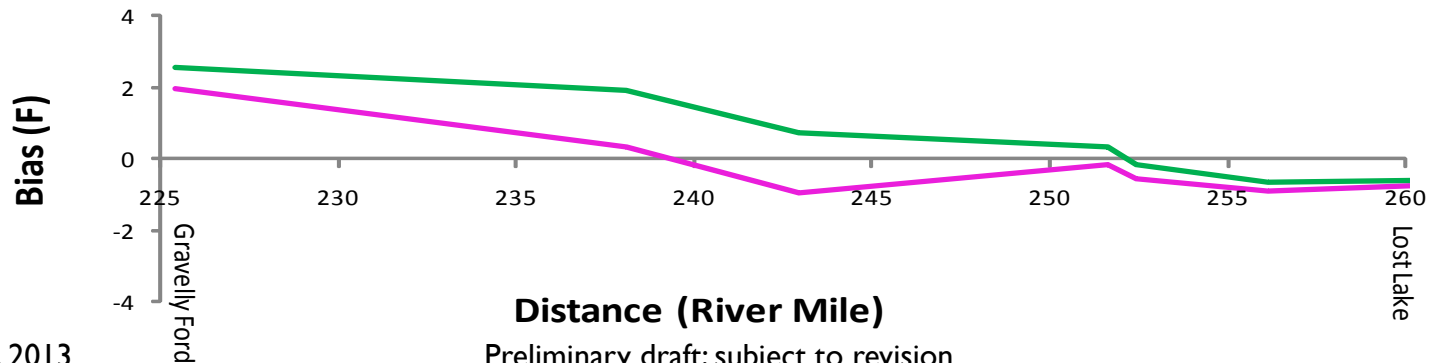 4
2
0
-2
-4
Bias (F)
225 230 235 240 245 250 255 260
Gravelly Ford
Lost Lake
Distance (River Mile)
2013
Preliminary draft; subject to revision